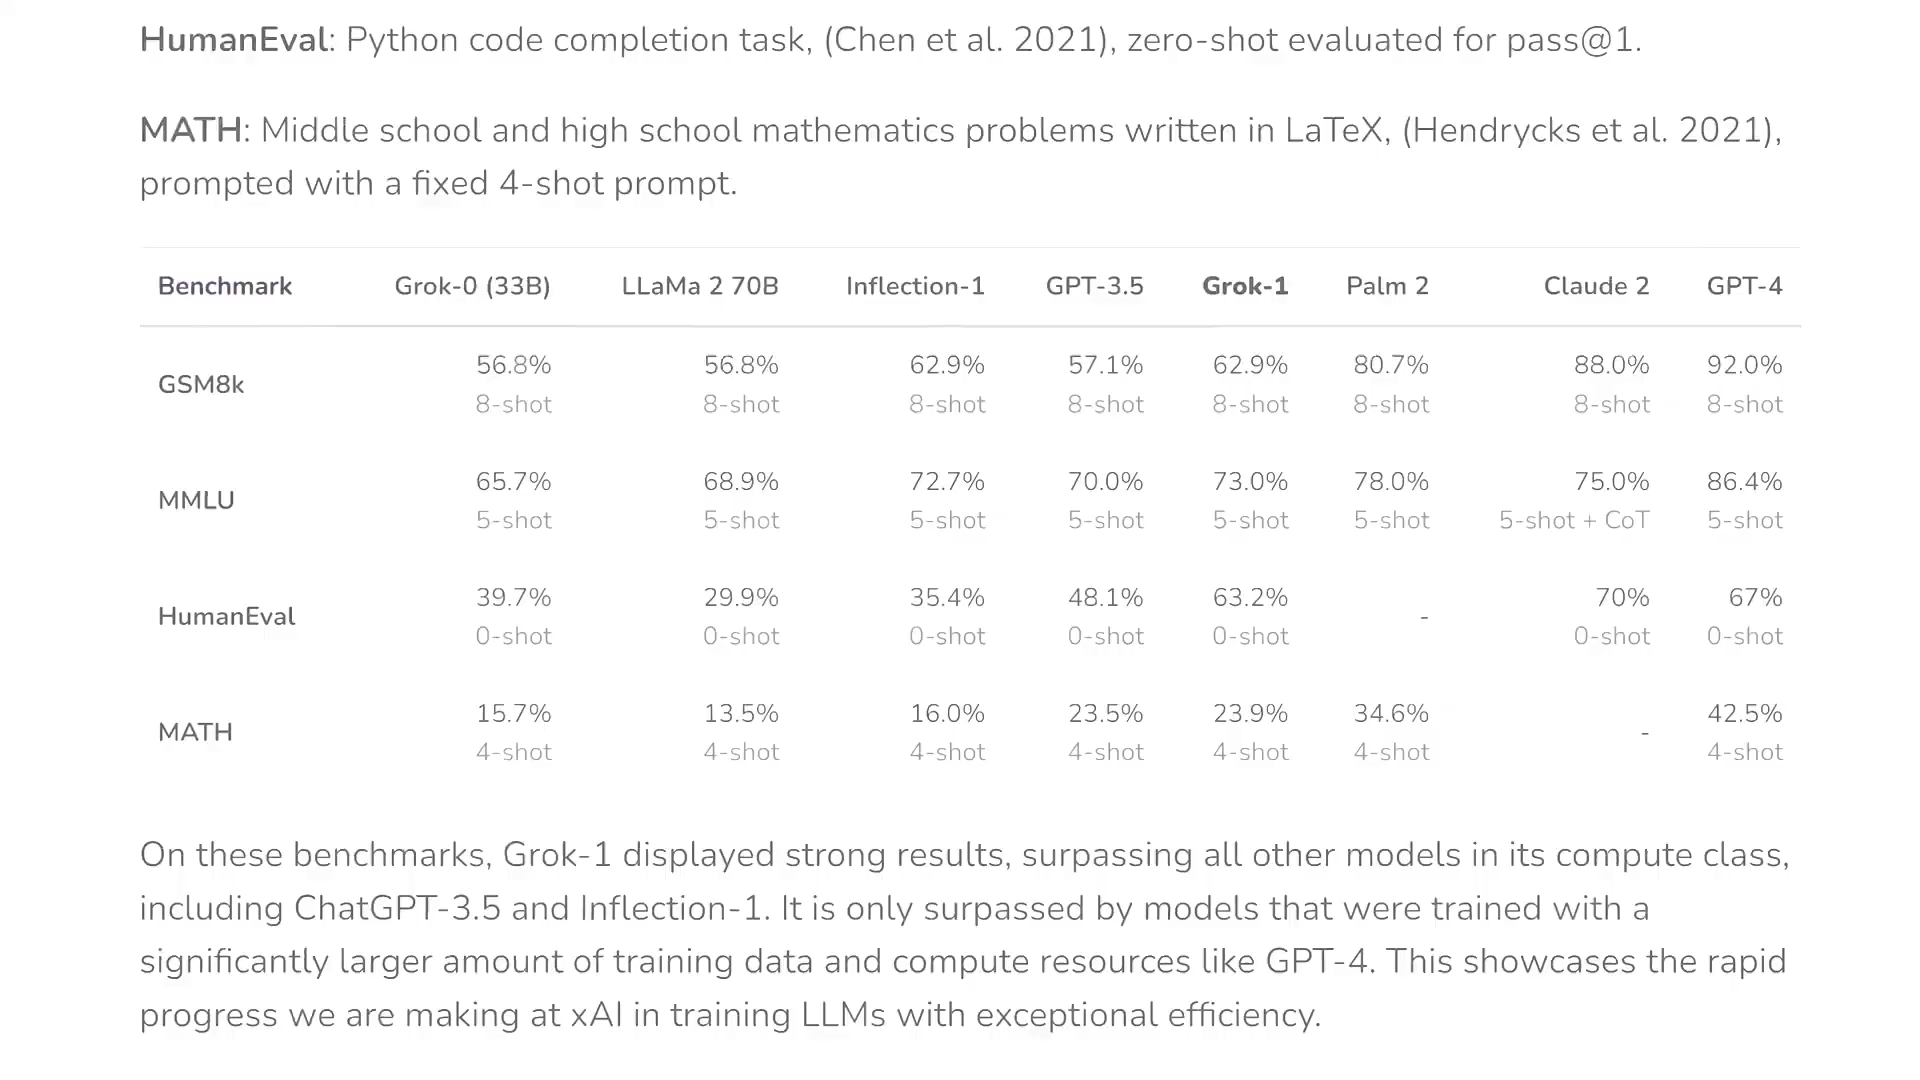 HumanEval: Python code completion task, (Chen et al. 2021), zero-shot evaluated for pass@1.
MATH: Middle school and high school mathematics problems written in LaTeX, (Hendrycks et al. 2021),
prompted with a fixed 4-shot prompt.
Benchmark Grok-0 (33B) LLaMa 2 70B Inflection-1 GPT-3.5 Grok-1 Palm 2 Claude 2 GPT-4
GSM8k 56.8% 56.8% 62.9% 57.1% 62.9% 80.7% 88.0% 92.0%
8-shot 8-shot 8-shot 8-shot 8-shot 8-shot 8-shot 8-shot
MMLU 65.7% 68.9% 72.7% 70.0% 73.0% 78.0% 75.0% 86.4%
5-shot 5-shot 5-shot 5-shot 5-shot 5-shot 5-shot + CoT 5-shot
HumanEval 39.7% 29.9% 35.4% 48.1% 63.2% - 70% 67%
0-shot 0-shot 0-shot 0-shot 0-shot 0-shot 0-shot
MATH 15.7% 13.5% 16.0% 23.5% 23.9% 34.6% - 42.5%
4-shot 4-shot 4-shot 4-shot 4-shot 4-shot 4-shot
On these benchmarks, Grok-1 displayed strong results, surpassing all other models in its compute class,
including ChatGPT-3.5 and Inflection-1. It is only surpassed by models that were trained with a
significantly larger amount of training data and compute resources like GPT-4. This showcases the rapid
progress we are making at xAI in training LLMs with exceptional efficiency.